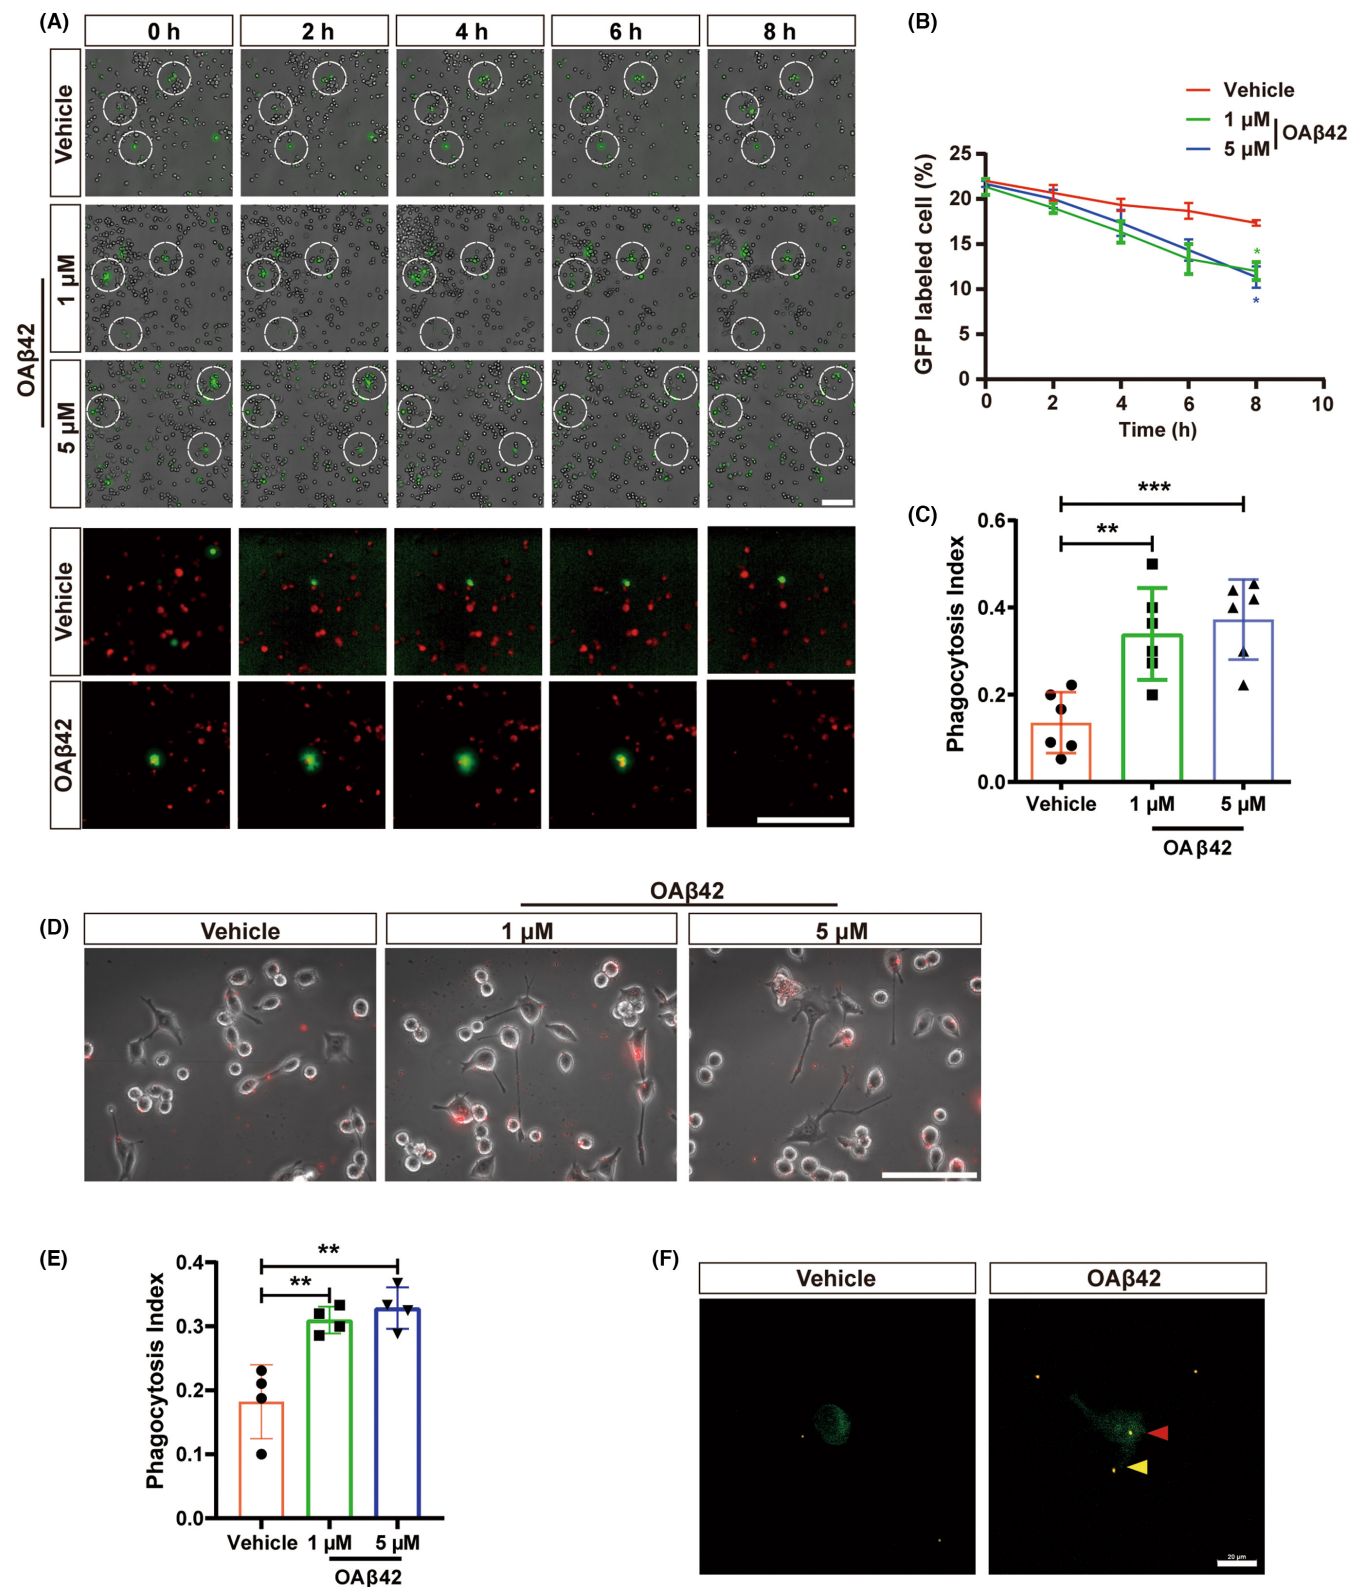 (A)
0 h 2 h 4 h 6 h 8 h
Vehicle
OAβ42
1 μM
5 μM
Vehicle
OAβ42
(B)
Vehicle
1 μM
5 μM
OAβ42
GFP labeled cell (%)
25
20
15
10
5
0
*
*
0 2 4 6 8 10
Time (h)
(C)
Phagocytosis Index
***
**
0.6
0.4
0.2
0.0
Vehicle 1 μM 5 μM
OAβ42
(D)
OAβ42
Vehicle 1 μM 5 μM
(E)
Phagocytosis Index
**
**
0.4
0.3
0.2
0.1
0.0
Vehicle 1 μM 5 μM
OAβ42
(F)
Vehicle OAβ42
20 μm